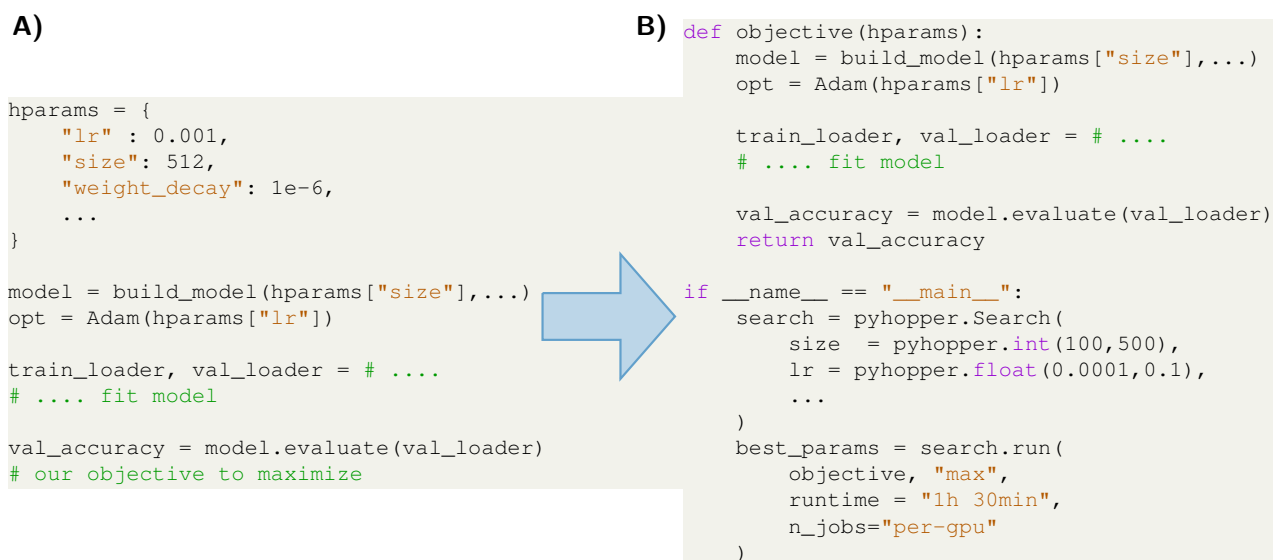 A)
hparams = {
    "lr" : 0.001,
    "size": 512,
    "weight_decay": 1e-6,
    ...
}
model = build_model(hparams["size"],...)
opt = Adam(hparams["lr"])
train_loader, val_loader = # ....
# .... fit model
val_accuracy = model.evaluate(val_loader)
# our objective to maximize
B)
def objective(hparams):
    model = build_model(hparams["size"],...)
    opt = Adam(hparams["lr"])
    train_loader, val_loader = # ....
    # .... fit model
    val_accuracy = model.evaluate(val_loader)
    return val_accuracy
if __name__ == "__main__":
    search = pyhopper.Search(
        size  = pyhopper.int(100,500),
        lr = pyhopper.float(0.0001,0.1),
        ...
    )
    best_params = search.run(
        objective, "max",
        runtime = "1h 30min",
        n_jobs="per-gpu"
    )